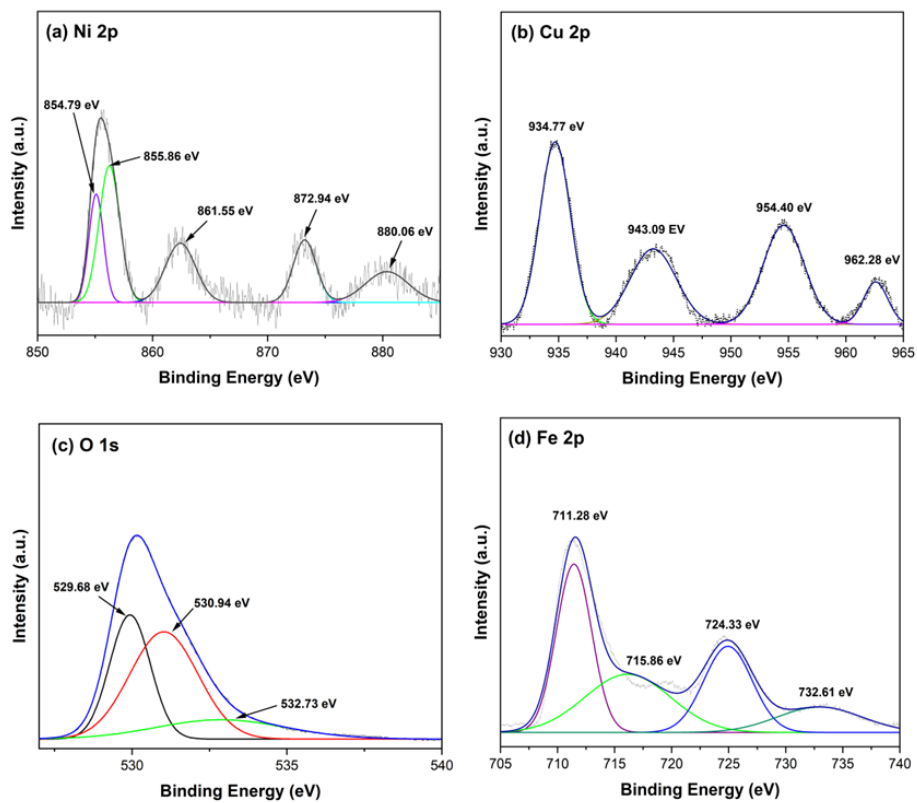 (a) Ni 2p
854.79 eV
855.86 eV
861.55 eV
872.94 eV
880.06 eV
Intensity (a.u.)
850 860 870 880
Binding Energy (eV)
(b) Cu 2p
934.77 eV
943.09 EV
954.40 eV
962.28 eV
Intensity (a.u.)
930 935 940 945 950 955 960 965
Binding Energy (eV)
(c) O 1s
529.68 eV
530.94 eV
532.73 eV
Intensity (a.u.)
530 535 540
Binding Energy (eV)
(d) Fe 2p
711.28 eV
715.86 eV
724.33 eV
732.61 eV
Intensity (a.u.)
705 710 715 720 725 730 735 740
Binding Energy (eV)